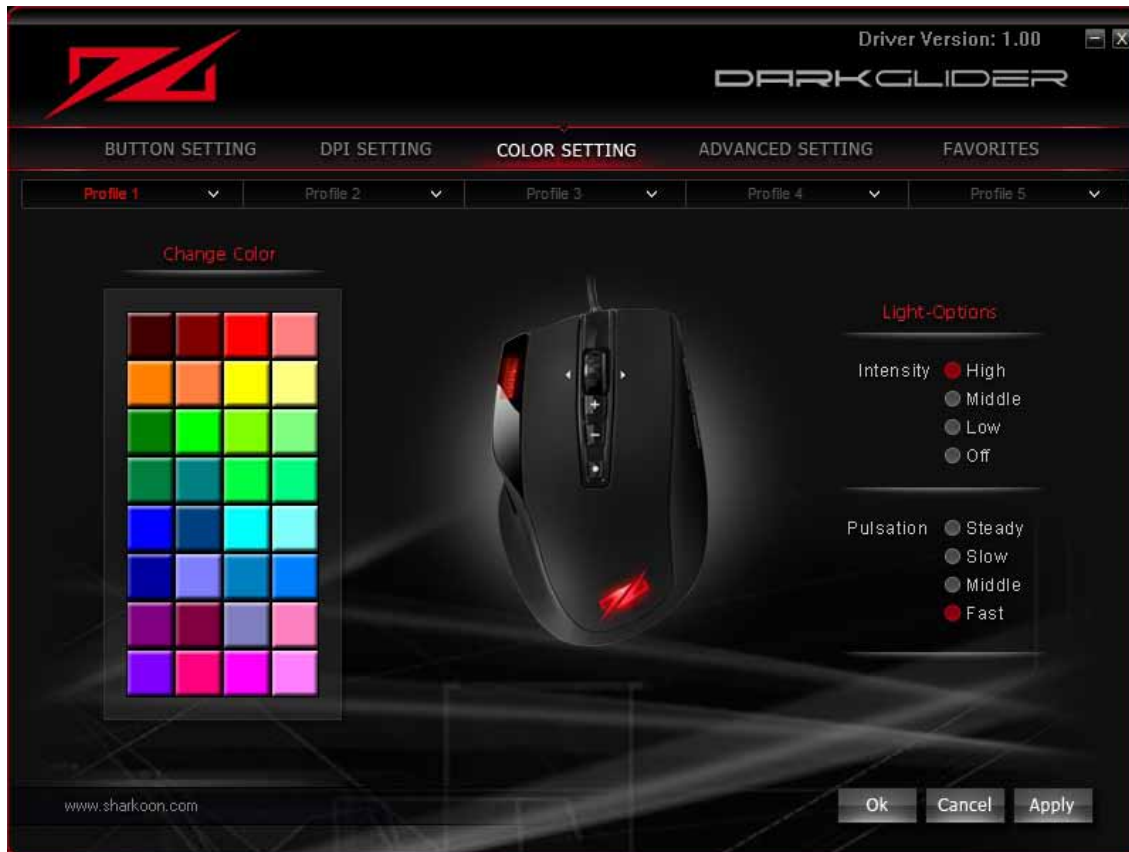 Driver Version: 1.00
DARKGLIDER
BUTTON SETTING DPI SETTING COLOR SETTING ADVANCED SETTING FAVORITES
Profile 1 Profile 2 Profile 3 Profile 4 Profile 5
Change Color
Light-Options
Intensity High
Middle
Low
Off
Pulsation Steady
Slow
Middle
Fast
www.sharkoon.com
Ok Cancel Apply